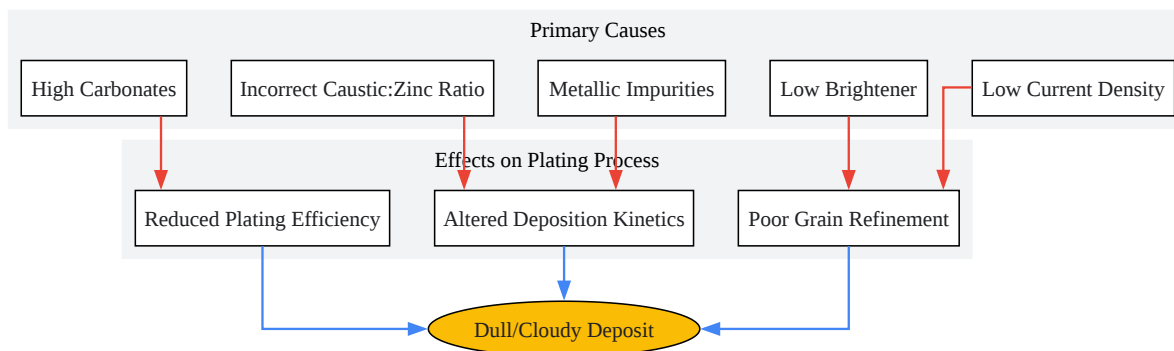 Primary Causes
High Carbonates
Incorrect Caustic:Zinc Ratio
Metallic Impurities
Low Brightener
Low Current Density
Effects on Plating Process
Reduced Plating Efficiency
Altered Deposition Kinetics
Poor Grain Refinement
Dull/Cloudy Deposit